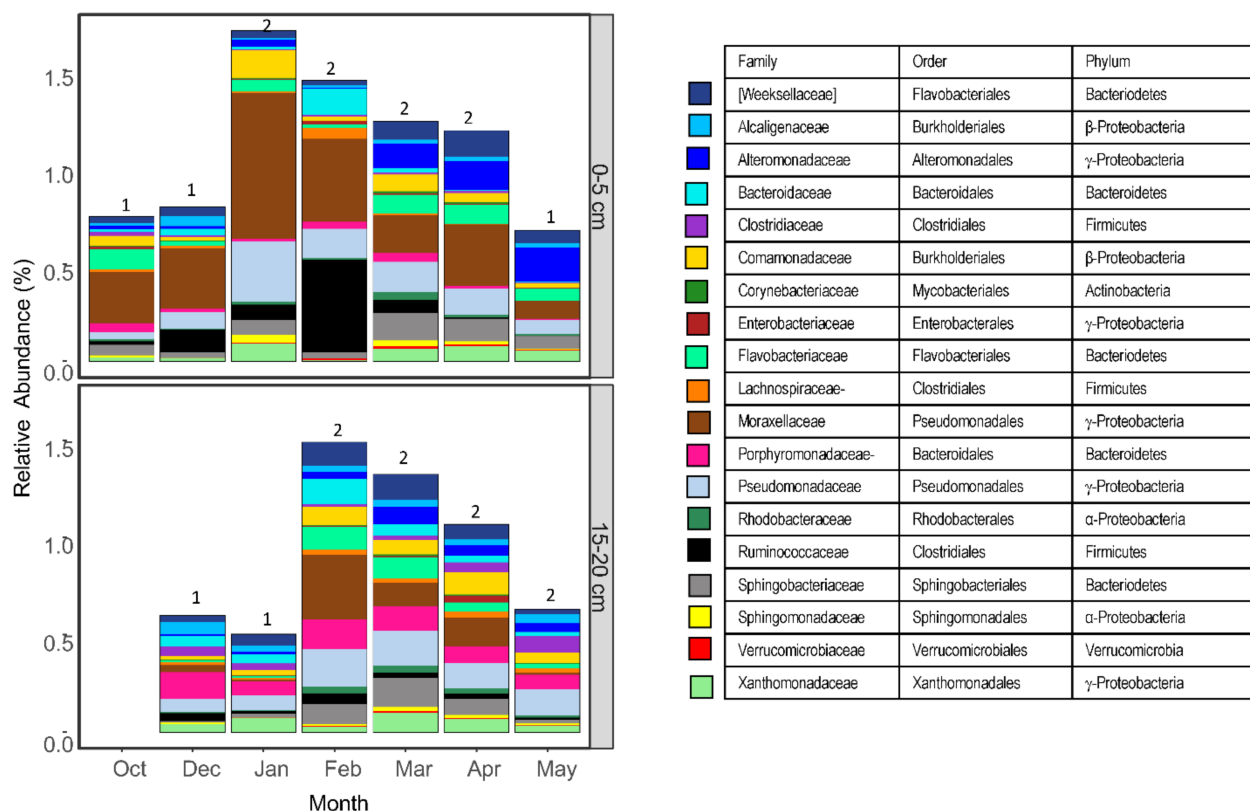 Relative Abundance (%)
1.5
1.0
0.5
0.0
1
1
2
2
2
2
1
0-5 cm
1.5
1.0
0.5
0.0
1
1
2
2
2
2
15-20 cm
Oct Dec Jan Feb Mar Apr May
Month
Family Order Phylum
[Weeksellaceae] Flavobacteriales Bacteriodetes
Alcaligenaceae Burkholderiales β-Proteobacteria
Alteromonadaceae Alteromonadales γ-Proteobacteria
Bacteroidaceae Bacteroidales Bacteroidetes
Clostridiaceae Clostridiales Firmicutes
Comamonadaceae Burkholderiales β-Proteobacteria
Corynebacteriaceae Mycobacteriales Actinobacteria
Enterobacteriaceae Enterobacterales γ-Proteobacteria
Flavobacteriaceae Flavobacteriales Bacteriodetes
Lachnospiraceae- Clostridiales Firmicutes
Moraxellaceae Pseudomonadales γ-Proteobacteria
Porphyromonadaceae- Bacteroidales Bacteroidetes
Pseudomonadaceae Pseudomonadales γ-Proteobacteria
Rhodobacteraceae Rhodobacterales α-Proteobacteria
Ruminococcaceae Clostridiales Firmicutes
Sphingobacteriaceae Sphingobacteriales Bacteriodetes
Sphingomonadaceae Sphingomonadales α-Proteobacteria
Verrucomicrobiaceae Verrucomicrobiales Verrucomicrobia
Xanthomonadaceae Xanthomonadales γ-Proteobacteria